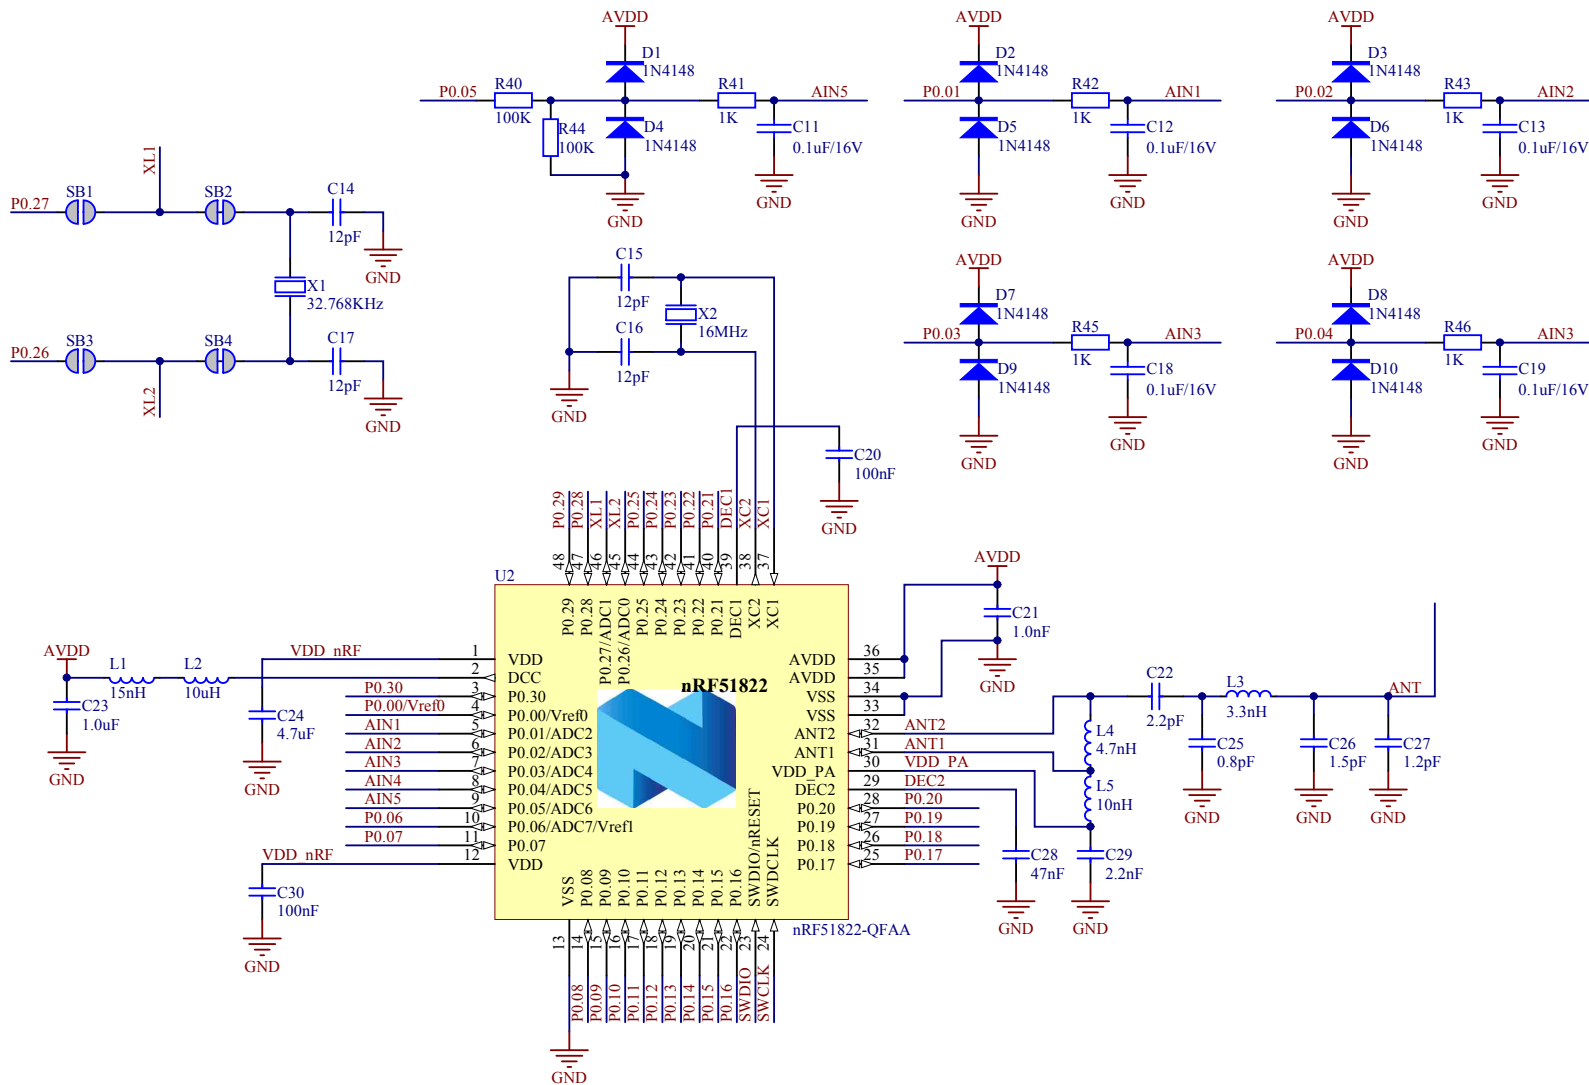 AVDD
D1
1N4148
P0.05
R40
100K
R44
100K
D4
1N4148
R41
1K
AIN5
C11
0.1uF/16V
GND
GND
AVDD
D2
1N4148
P0.01
D5
1N4148
R42
1K
AIN1
C12
0.1uF/16V
GND
GND
AVDD
D3
1N4148
P0.02
D6
1N4148
R43
1K
AIN2
C13
0.1uF/16V
GND
GND
XL1
P0.27
SB1
SB2
C14
12pF
GND
X1
32.768KHz
P0.26
SB3
SB4
C17
12pF
GND
XL2
C15
12pF
X2
16MHz
C16
12pF
GND
AVDD
D7
1N4148
P0.03
D9
1N4148
R45
1K
AIN3
C18
0.1uF/16V
GND
GND
AVDD
D8
1N4148
P0.04
D10
1N4148
R46
1K
AIN3
C19
0.1uF/16V
GND
GND
C20
100nF
GND
P0.29
P0.28
XL1
XL2
P0.25
P0.24
P0.23
P0.22
P0.21
DEC1
XC2
XC1
48
47
46
45
44
43
42
41
40
39
38
37
U2
P0.29
P0.28
P0.27/ADC1
P0.26/ADC0
P0.25
P0.24
P0.23
P0.22
P0.21
DEC1
XC2
XC1
nRF51822
AVDD
L1
15nH
L2
10uH
C23
1.0uF
GND
C24
4.7uF
GND
VDD_nRF
1
VDD
2
DCC
P0.30
3
P0.30
P0.00/Vref0
4
P0.00/Vref0
AIN1
5
P0.01/ADC2
AIN2
6
P0.02/ADC3
AIN3
7
P0.03/ADC4
AIN4
8
P0.04/ADC5
AIN5
9
P0.05/ADC6
P0.06
10
P0.06/ADC7/Vref1
P0.07
11
P0.07
VDD_nRF
12
VDD
C30
100nF
GND
AVDD
C21
1.0nF
GND
AVDD
36
AVDD
35
VSS
34
VSS
33
ANT2
32
ANT2
ANT1
31
ANT1
VDD_PA
30
VDD_PA
DEC2
29
DEC2
P0.20
28
P0.20
P0.19
27
P0.19
P0.18
26
P0.18
P0.17
25
P0.17
L4
4.7nH
L5
10nH
C22
2.2pF
L3
3.3nH
ANT
C25
0.8pF
GND
C26
1.5pF
GND
C27
1.2pF
GND
C28
47nF
GND
C29
2.2nF
GND
VSS
P0.08
P0.09
P0.10
P0.11
P0.12
P0.13
P0.14
P0.15
P0.16
SWDIO/nRESET
SWDCLK
nRF51822-QFAA
13
14
15
16
17
18
19
20
21
22
23
24
P0.08
P0.09
P0.10
P0.11
P0.12
P0.13
P0.14
P0.15
P0.16
SWDIO
SWCLK
GND